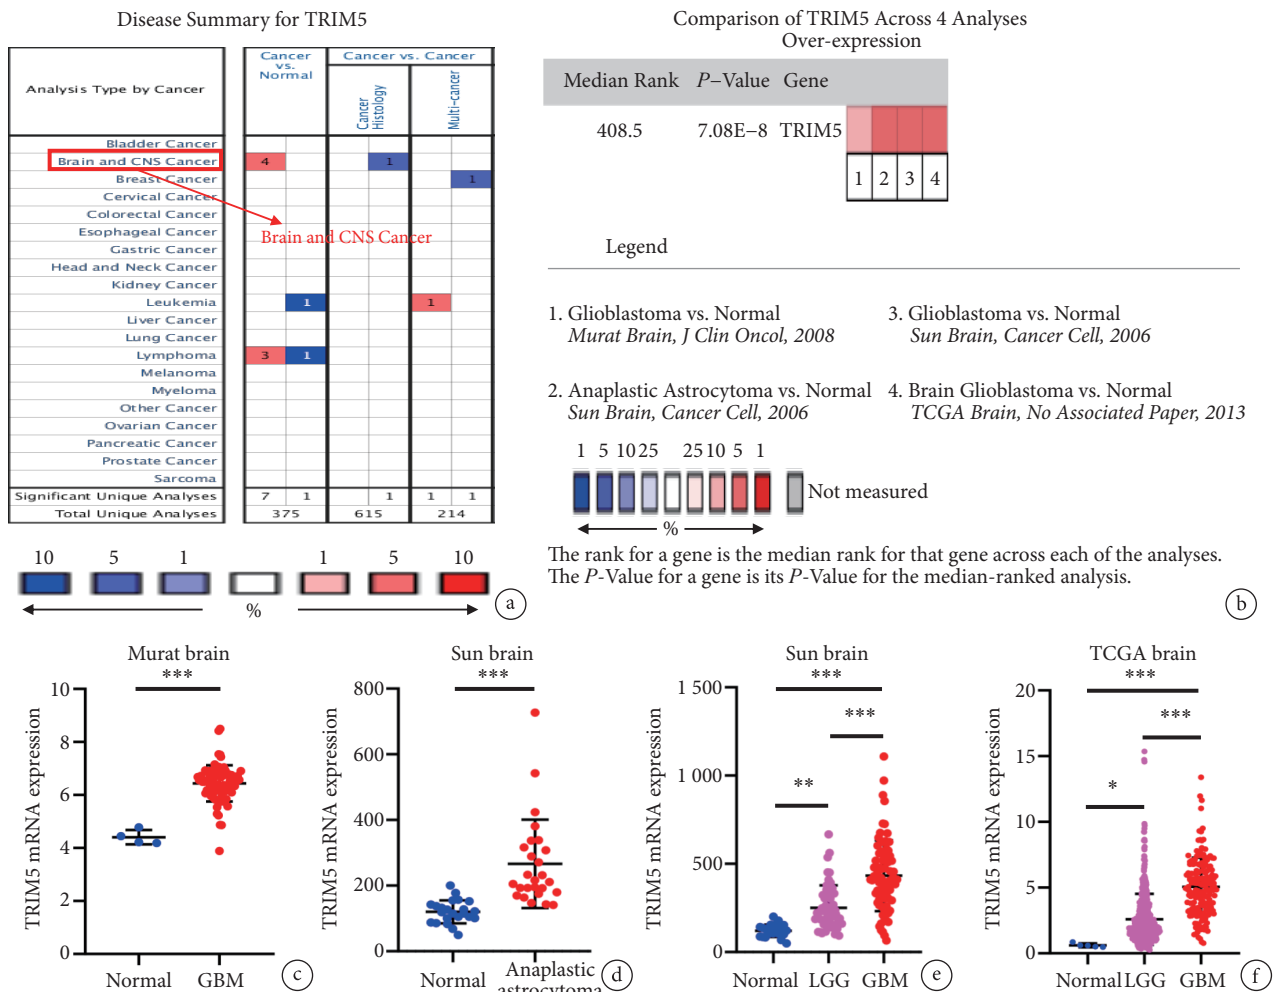 Disease Summary for TRIM5
Analysis Type by Cancer
Cancer
vs.
Normal
Cancer vs. Cancer
Cancer
Histology
Multi-cancer
Bladder Cancer
Brain and CNS Cancer 4 1
Breast Cancer 1
Cervical Cancer
Colorectal Cancer
Esophageal Cancer
Brain and CNS Cancer
Gastric Cancer
Head and Neck Cancer
Kidney Cancer
Leukemia 1 1
Liver Cancer
Lung Cancer
Lymphoma 3 1
Melanoma
Myeloma
Other Cancer
Ovarian Cancer
Pancreatic Cancer
Prostate Cancer
Sarcoma
Significant Unique Analyses 7 1 1 1 1
Total Unique Analyses 375 615 214
10 5 1 1 5 10
%
a
Comparison of TRIM5 Across 4 Analyses
Over-expression
Median Rank P–Value Gene
408.5 7.08E−8 TRIM5
1 2 3 4
Legend
1. Glioblastoma vs. Normal
Murat Brain, J Clin Oncol, 2008
2. Anaplastic Astrocytoma vs. Normal
Sun Brain, Cancer Cell, 2006
3. Glioblastoma vs. Normal
Sun Brain, Cancer Cell, 2006
4. Brain Glioblastoma vs. Normal
TCGA Brain, No Associated Paper, 2013
1 5 10 25 25 10 5 1
Not measured
%
The rank for a gene is the median rank for that gene across each of the analyses.
The P-Value for a gene is its P-Value for the median-ranked analysis.
b
Murat brain
***
TRIM5 mRNA expression
10
8
6
4
2
0
Normal GBM
c
Sun brain
***
TRIM5 mRNA expression
800
600
400
200
0
Normal Anaplastic
astrocytoma
d
Sun brain
***
***
**
TRIM5 mRNA expression
1 500
1 000
500
0
Normal LGG GBM
e
TCGA brain
***
***
*
TRIM5 mRNA expression
20
15
10
5
0
Normal LGG GBM
f